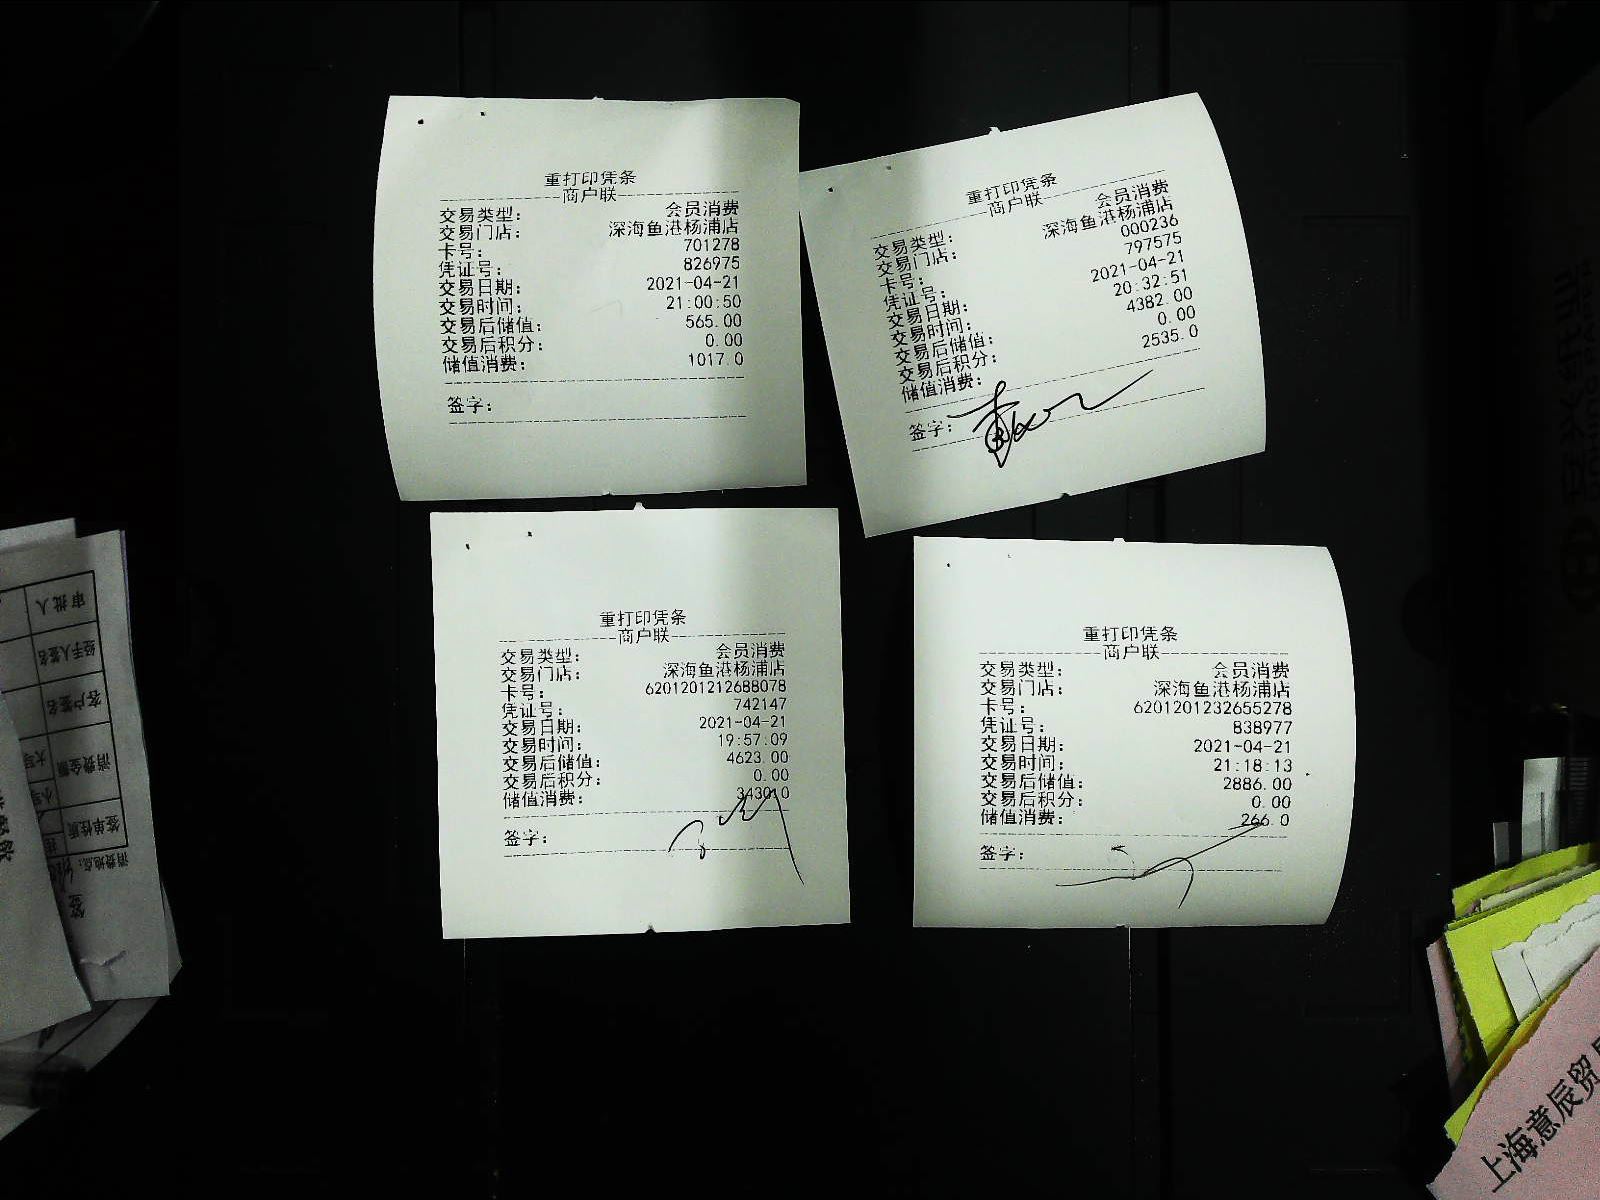 重打印凭条
商户联
交易类型： 会员消费
交易门店： 深海鱼港杨浦店
卡号： 701278
凭证号： 826975
交易日期： 2021-04-21
交易时间： 21:00:50
交易后储值： 565.00
交易后积分： 0.00
储值消费： 1017.0
签字：
重打印凭条
商户联
交易类型： 会员消费
交易门店： 深海鱼港杨浦店
卡号： 000236
凭证号： 797575
交易日期： 2021-04-21
交易时间： 20:32:51
交易后储值： 4382.00
交易后积分： 0.00
储值消费： 2535.0
签字：
重打印凭条
商户联
交易类型： 会员消费
交易门店： 深海鱼港杨浦店
卡号： 6201201212688078
凭证号： 742147
交易日期： 2021-04-21
交易时间： 19:57:09
交易后储值： 4623.00
交易后积分： 0.00
储值消费：
签字：
重打印凭条
商户联
交易类型： 会员消费
交易门店： 深海鱼港杨浦店
卡号： 6201201232655278
凭证号： 838977
交易日期： 2021-04-21
交易时间： 21:18:13
交易后储值： 2886.00
交易后积分： 0.00
储值消费： 266.0
签字：
审批人
经手人签名
客户签名
消费金额
大写
小写
签单性质
消费地点：
上海意辰贸